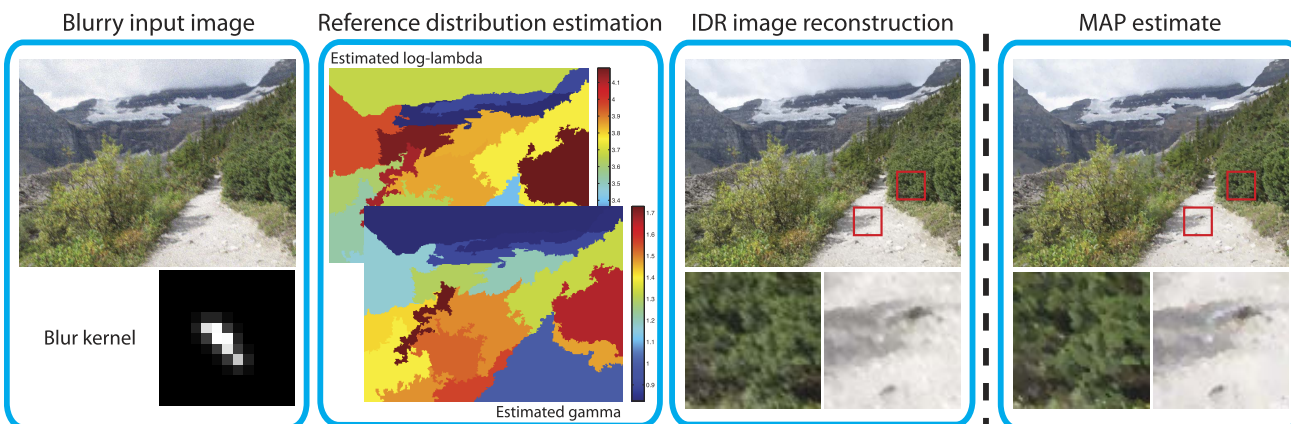 Blurry input image
Reference distribution estimation
IDR image reconstruction
MAP estimate
Estimated log-lambda
4.1
4
3.9
3.8
3.7
3.6
3.5
3.4
1.7
1.6
1.5
1.4
1.3
1.2
1.1
1
0.9
Blur kernel
Estimated gamma